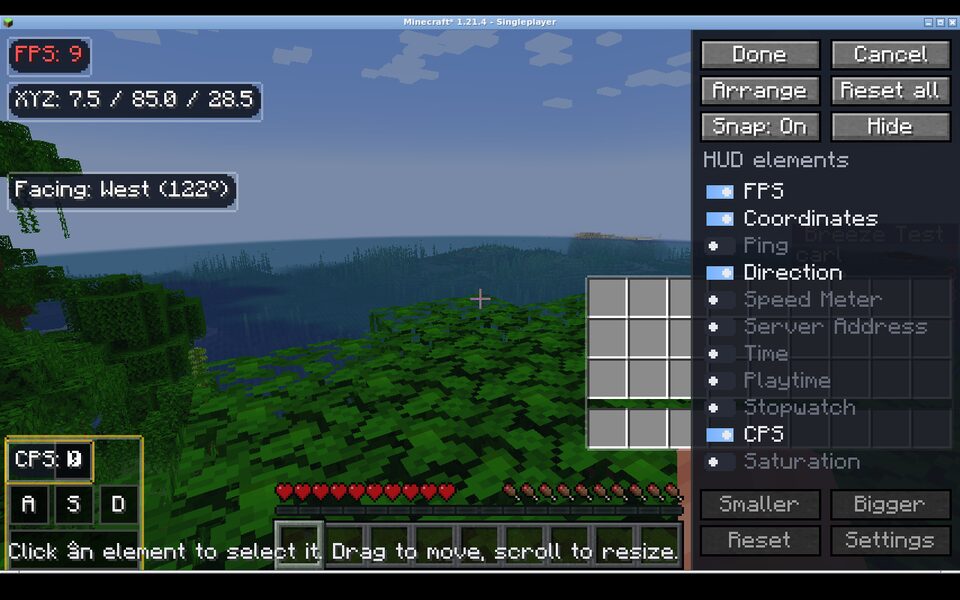 Minecraft* 1.21.4 - Singleplayer
FPS: 9
XYZ: 7.5 / 85.0 / 28.5
Facing: West (122°)
Done
Cancel
Arrange
Reset all
Snap: On
Hide
HUD elements
FPS
Coordinates
Breeze Test
Ping
carl
Direction
Speed Meter
Server Address
Time
Playtime
Stopwatch
CPS
Saturation
CPS: 0
A S D
Click an element to select it. Drag to move, scroll to resize.
Smaller
Bigger
Reset
Settings